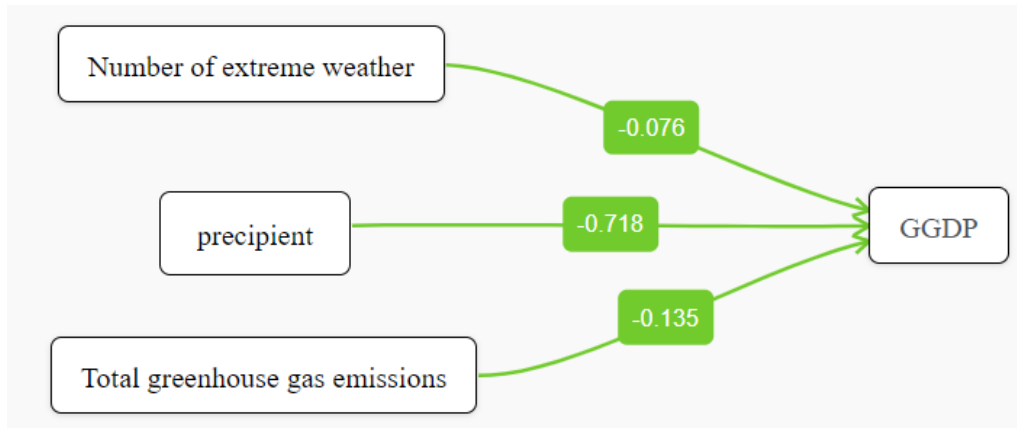 Number of extreme weather
-0.076
precipient
-0.718
GGDP
-0.135
Total greenhouse gas emissions